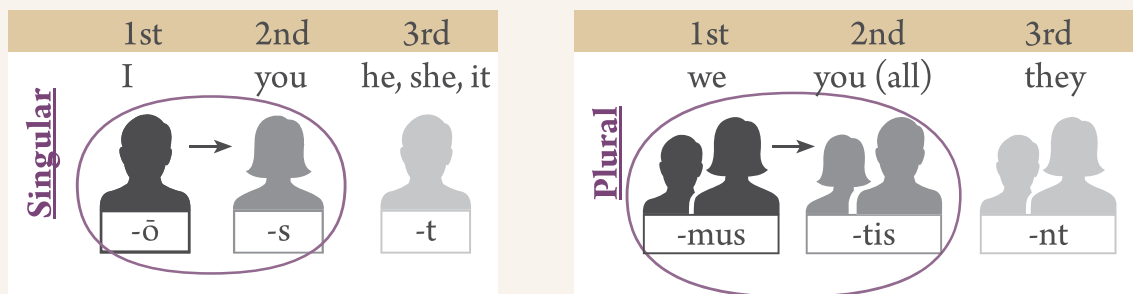 1st 2nd 3rd
I you he, she, it
Singular
-ō -s -t
1st 2nd 3rd
we you (all) they
Plural
-mus -tis -nt